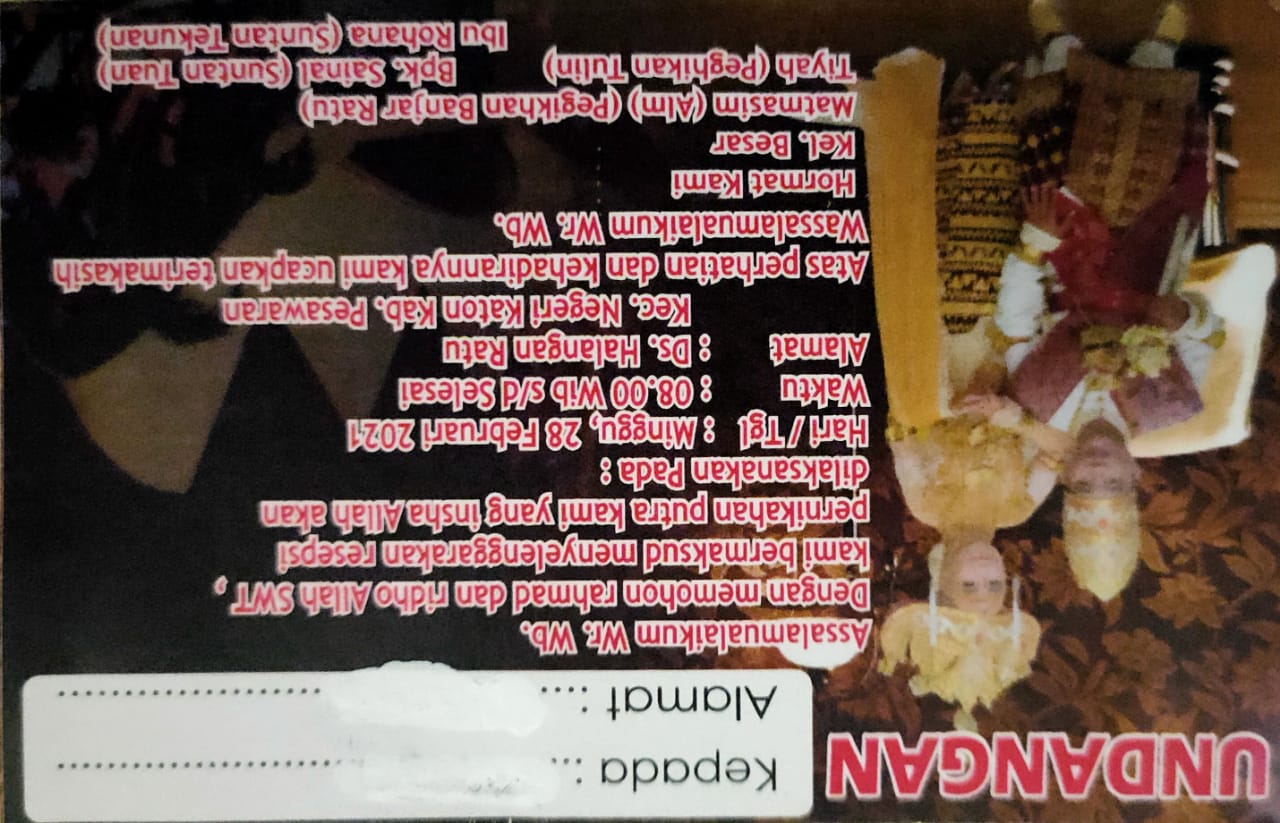 UNDANGAN
Kepada :..
Alamat :...
Assalamualaikum Wr. Wb.
Dengan memohon rahmad dan ridho Allah SWT ,
kami bermaksud menyelenggarakan resepsi
pernikahan putra kami yang insha Allah akan
dilaksanakan Pada :
Hari / Tgl : Minggu, 28 Februari 2021
Waktu : 08.00 Wib s/d Selesai
Alamat : Ds. Halangan Ratu
Kec. Negeri Katon Kab. Pesawaran
Atas perhatian dan kehadirannya kami ucapkan terimakasih
Wassalamualaikum Wr. Wb.
Hormat Kami
Kel. Besar
Matmasim (Alm) (Pegikhan Banjar Ratu)
Tiyah (Peghikan Tulin) Bpk. Sainal (Suntan Tuan)
Ibu Rohana (Suntan Tekunan)